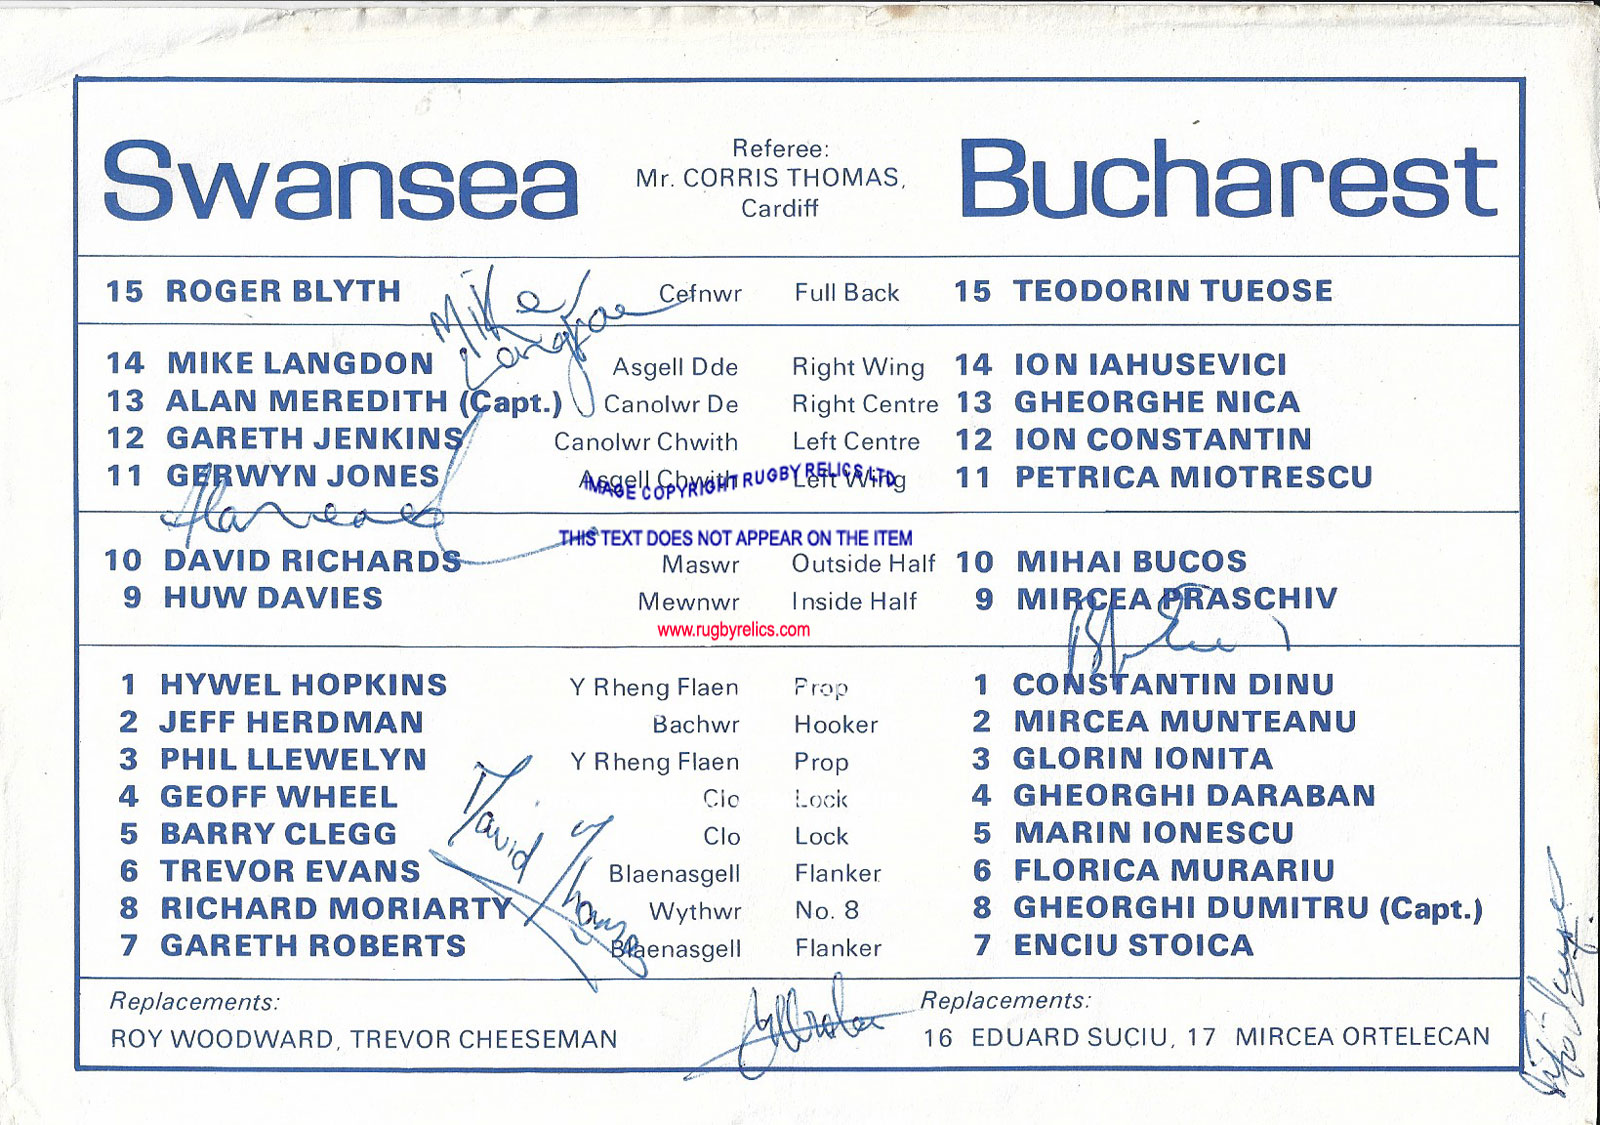 Swansea
Referee:
Mr. CORRIS THOMAS,
Cardiff
Bucharest
15 ROGER BLYTH Cefnwr Full Back 15 TEODORIN TUEOSE
Mike
Langdon
14 MIKE LANGDON Asgell Dde Right Wing 14 ION IAHUSEVICI
13 ALAN MEREDITH (Capt.) Canolwr De Right Centre 13 GHEORGHE NICA
12 GARETH JENKINS Canolwr Chwith Left Centre 12 ION CONSTANTIN
11 GERWYN JONES Asgell Chwith Left Wing 11 PETRICA MIOTRESCU
IMAGE COPYRIGHT RUGBY RELICS LTD
THIS TEXT DOES NOT APPEAR ON THE ITEM
10 DAVID RICHARDS Maswr Outside Half 10 MIHAI BUCOS
9 HUW DAVIES Mewnwr Inside Half 9 MIRCEA PRASCHIV
www.rugbyrelics.com
1 HYWEL HOPKINS Y Rheng Flaen Prop 1 CONSTANTIN DINU
2 JEFF HERDMAN Bachwr Hooker 2 MIRCEA MUNTEANU
3 PHIL LLEWELYN Y Rheng Flaen Prop 3 GLORIN IONITA
4 GEOFF WHEEL Clo Lock 4 GHEORGHI DARABAN
5 BARRY CLEGG Clo Lock 5 MARIN IONESCU
6 TREVOR EVANS Blaenasgell Flanker 6 FLORICA MURARIU
8 RICHARD MORIARTY Wythwr No. 8 8 GHEORGHI DUMITRU (Capt.)
7 GARETH ROBERTS Blaenasgell Flanker 7 ENCIU STOICA
David Thomas
Replacements:
ROY WOODWARD, TREVOR CHEESEMAN
Replacements:
16 EDUARD SUCIU, 17 MIRCEA ORTELECAN